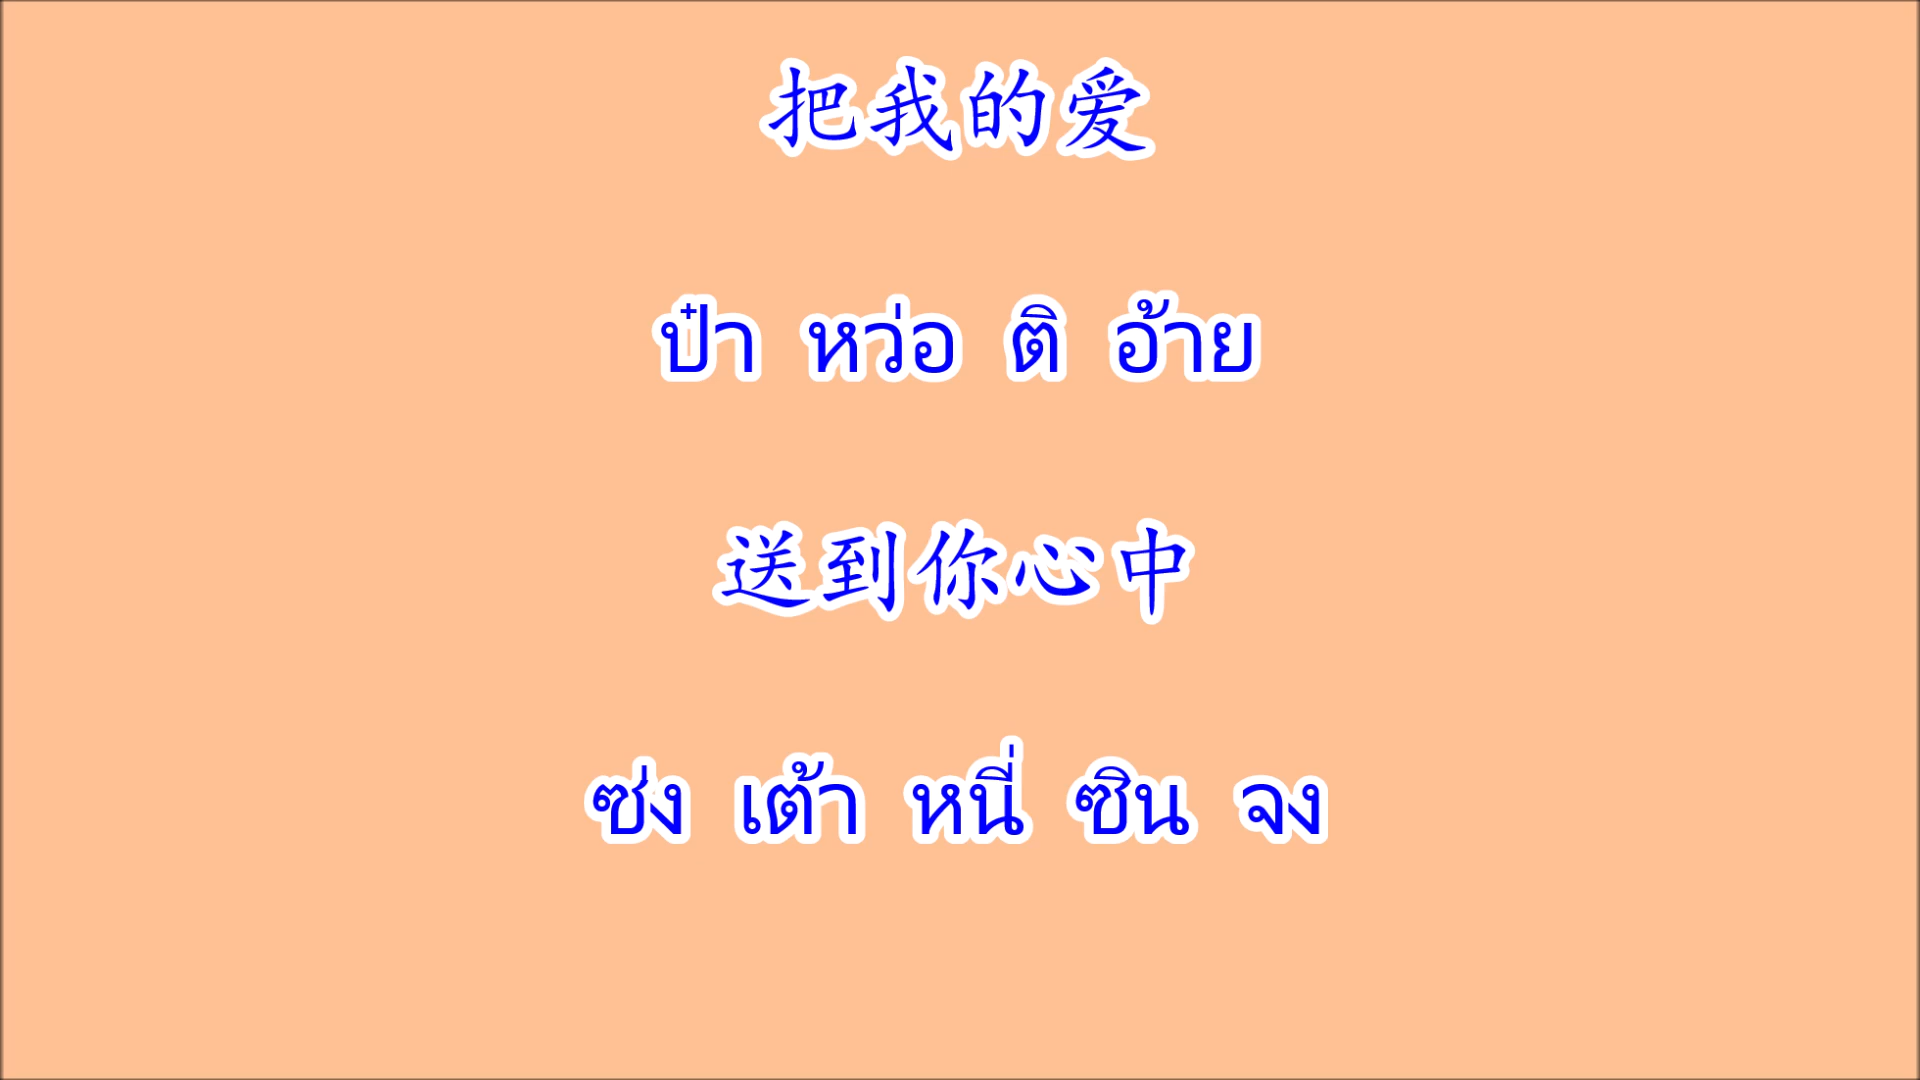 把我的爱
ป๋า หว่อ ติ อ้าย
送到你心中
ซ่ง เต้า หนี่ ซิน จง